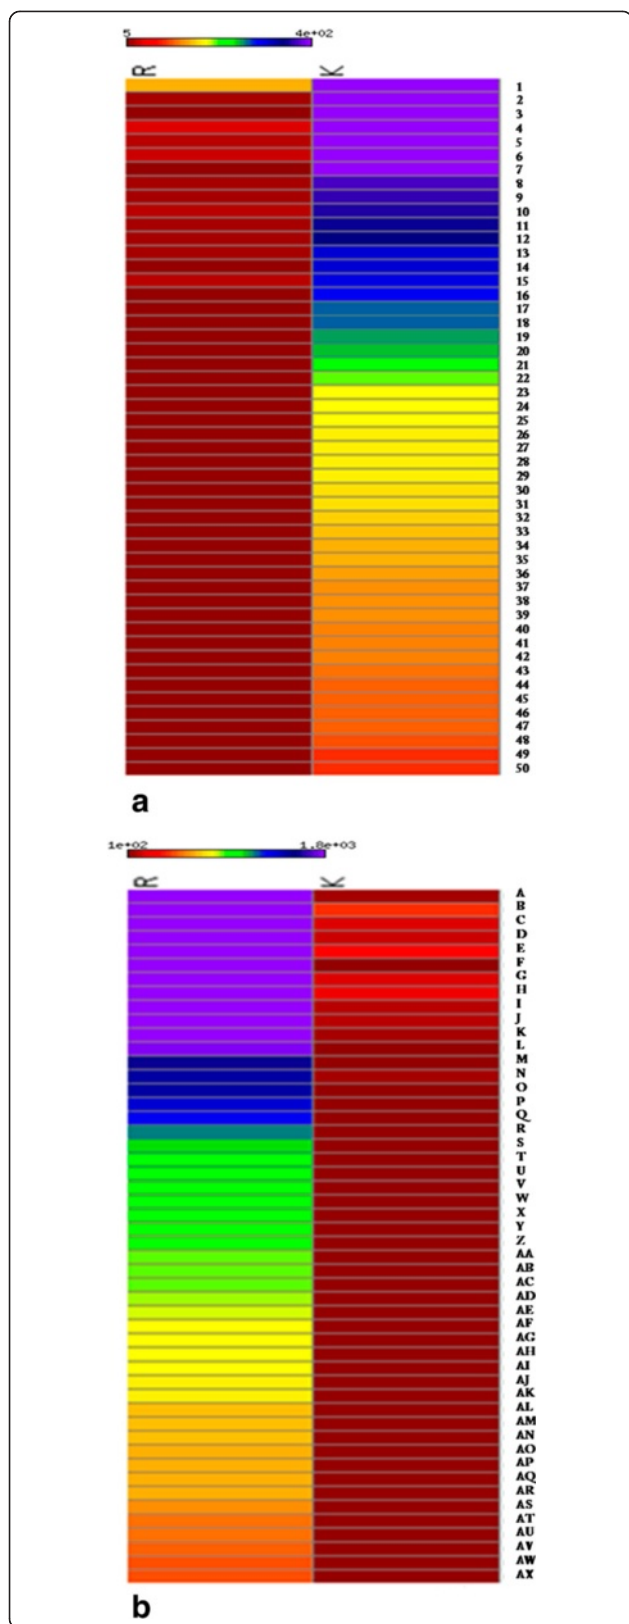 5 4e+02
R K
1
2
3
4
5
6
7
8
9
10
11
12
13
14
15
16
17
18
19
20
21
22
23
24
25
26
27
28
29
30
31
32
33
34
35
36
37
38
39
40
41
42
43
44
45
46
47
48
49
50
a
1e+02 1.8e+03
R K
A
B
C
D
E
F
G
H
I
J
K
L
M
N
O
P
Q
R
S
T
U
V
W
X
Y
Z
AA
AB
AC
AD
AE
AF
AG
AH
AI
AJ
AK
AL
AM
AN
AO
AP
AQ
AR
AS
AT
AU
AV
AW
AX
b